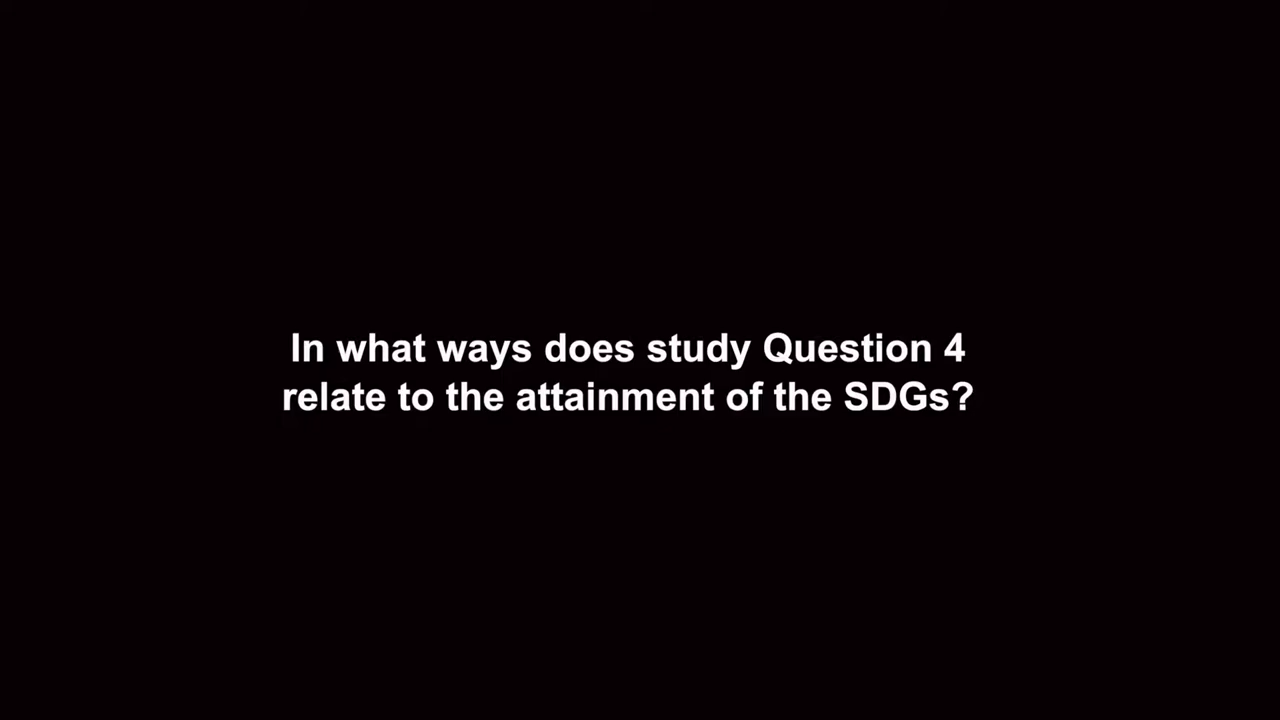 In what ways does study Question 4
relate to the attainment of the SDGs?